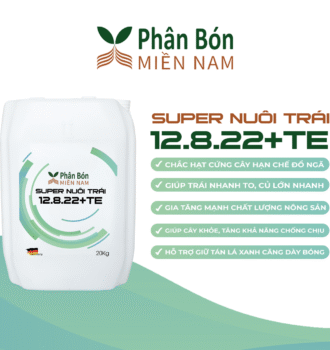 Phân Bón
MIỀN NAM
SUPER NUÔI TRÁI
12.8.22+TE
CHẮC HẠT CỨNG CÂY HẠN CHẾ ĐỔ NGÃ
GIÚP TRÁI NHANH TO, CỦ LỚN NHANH
GIA TĂNG MẠNH CHẤT LƯỢNG NÔNG SẢN
GIÚP CÂY KHỎE, TĂNG KHẢ NĂNG CHỐNG CHỊU
HỖ TRỢ GIỮ TÁN LÁ XANH CĂNG DÀY BÓNG
Phân Bón
MIỀN NAM
SUPER NUÔI TRÁI
12.8.22+TE
20Kg